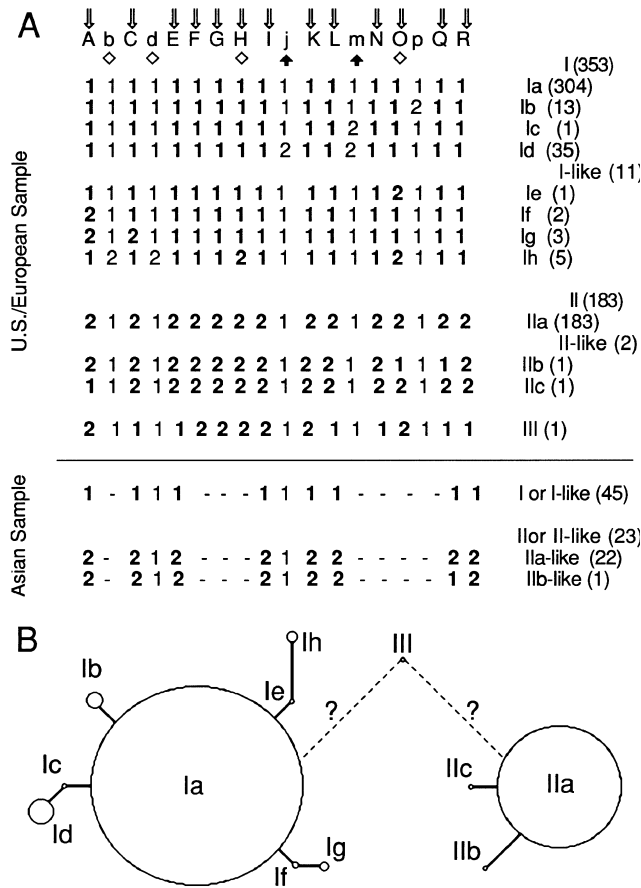 A
A b C d E F G H I j K L m N O p Q R
I (353)
1 1 1 1 1 1 1 1 1 1 1 1 1 1 1 1 1 1 Ia (304)
1 1 1 1 1 1 1 1 1 1 1 1 1 1 1 2 1 1 Ib (13)
1 1 1 1 1 1 1 1 1 1 1 1 2 1 1 1 1 1 Ic (1)
1 1 1 1 1 1 1 1 1 2 1 1 2 1 1 1 1 1 Id (35)
I-like (11)
1 1 1 1 1 1 1 1 1 1 1 1 1 1 2 1 1 1 Ie (1)
2 1 1 1 1 1 1 1 1 1 1 1 1 1 1 1 1 1 If (2)
2 1 2 1 1 1 1 1 1 1 1 1 1 1 1 1 1 1 Ig (3)
1 2 1 2 1 1 1 2 1 1 1 1 1 1 2 1 1 1 Ih (5)
II (183)
2 1 2 1 2 2 2 2 2 1 2 2 1 2 2 1 2 2 IIa (183)
II-like (2)
2 1 2 1 2 2 2 2 2 1 2 2 1 2 1 1 1 2 IIb (1)
1 1 2 1 2 2 2 2 2 1 2 2 1 2 2 1 2 2 IIc (1)
2 1 1 1 1 2 2 2 2 1 2 1 1 1 2 1 1 1 III (1)
U.S./European Sample
1 - 1 1 1 - - - 1 1 1 1 - - - - 1 1 I or I-like (45)
IIor II-like (23)
2 - 2 1 2 - - - 2 1 2 2 - - - - 2 2 IIa-like (22)
2 - 2 1 2 - - - 2 1 2 2 - - - - 1 2 IIb-like (1)
Asian Sample
B
Ih
III
Ib
Ie
?
?
Ic
Ia
IIc
IIa
Id
If
Ig
IIb